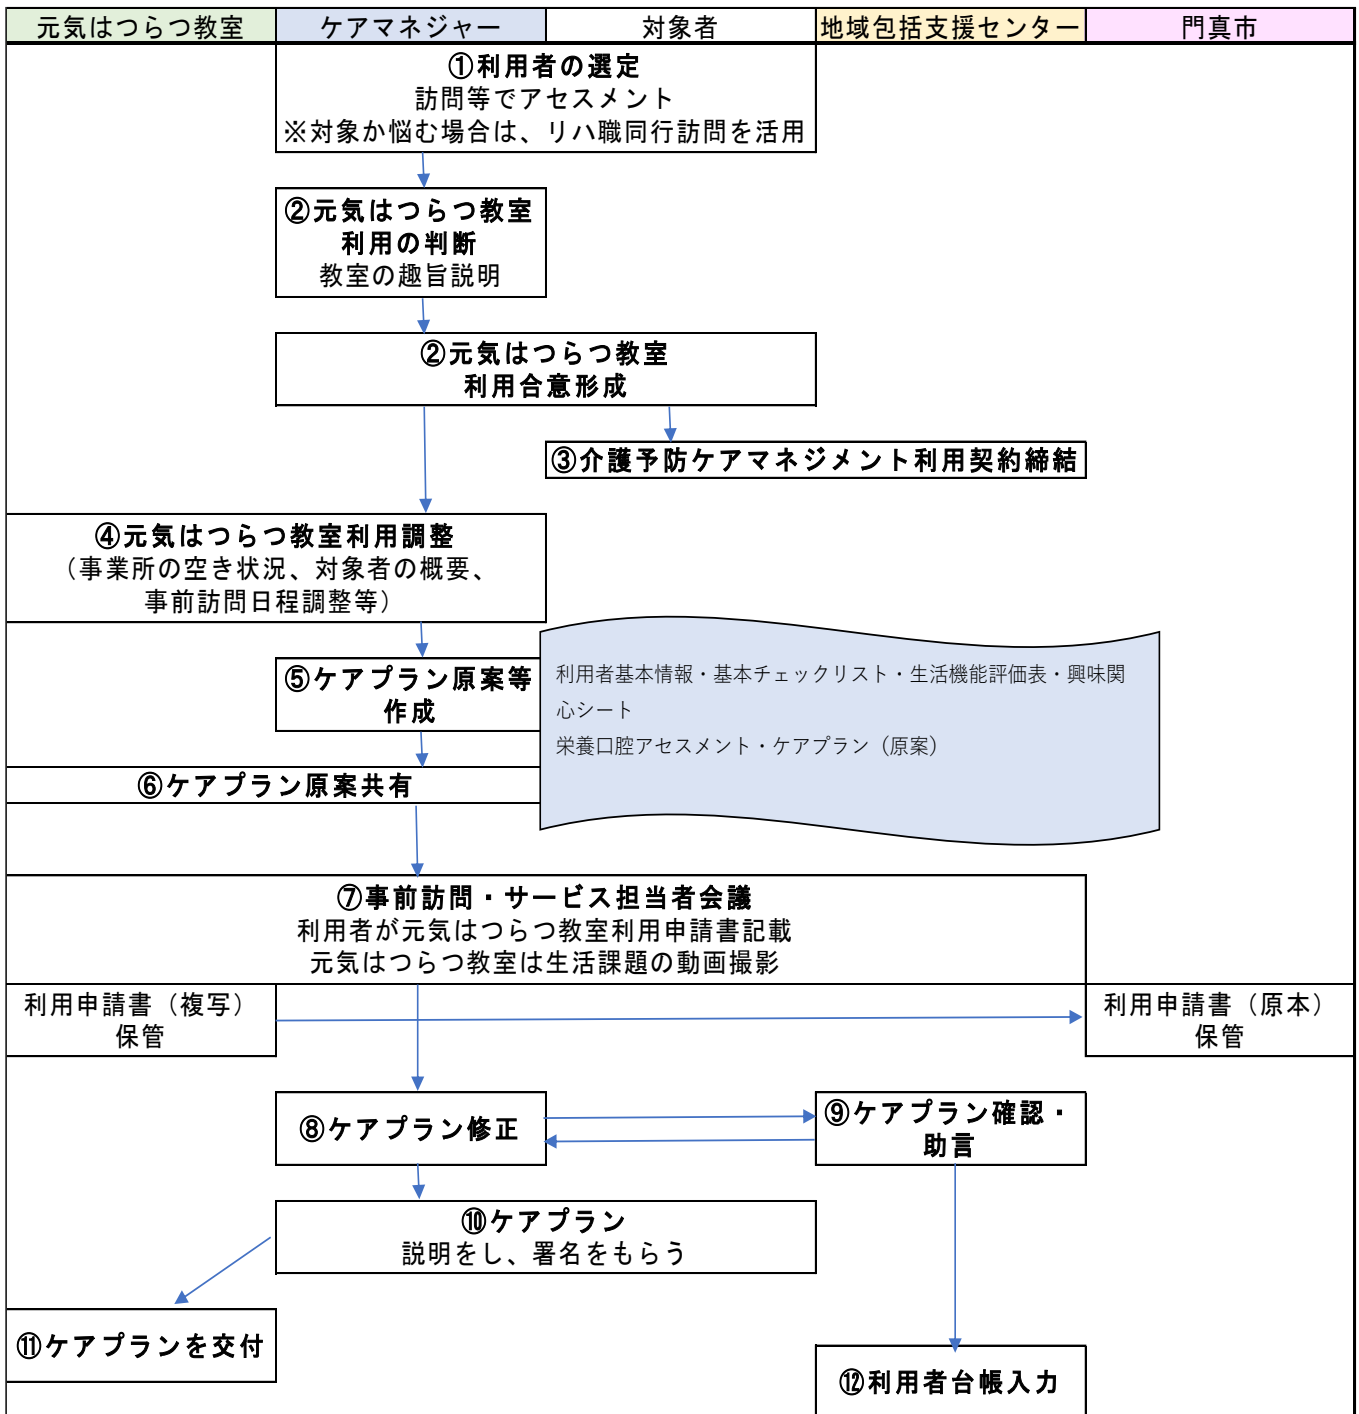 元気はつらつ教室
ケアマネジャー
対象者
地域包括支援センター
門真市
①利用者の選定
訪問等でアセスメント
※対象か悩む場合は、リハ職同行訪問を活用
②元気はつらつ教室
利用の判断
教室の趣旨説明
②元気はつらつ教室
利用合意形成
③介護予防ケアマネジメント利用契約締結
④元気はつらつ教室利用調整
（事業所の空き状況、対象者の概要、
事前訪問日程調整等）
⑤ケアプラン原案等
作成
利用者基本情報・基本チェックリスト・生活機能評価表・興味関
心シート
栄養口腔アセスメント・ケアプラン（原案）
⑥ケアプラン原案共有
⑦事前訪問・サービス担当者会議
利用者が元気はつらつ教室利用申請書記載
元気はつらつ教室は生活課題の動画撮影
利用申請書（複写）
保管
利用申請書（原本）
保管
⑧ケアプラン修正
⑨ケアプラン確認・
助言
⑩ケアプラン
説明をし、署名をもらう
⑪ケアプランを交付
⑫利用者台帳入力